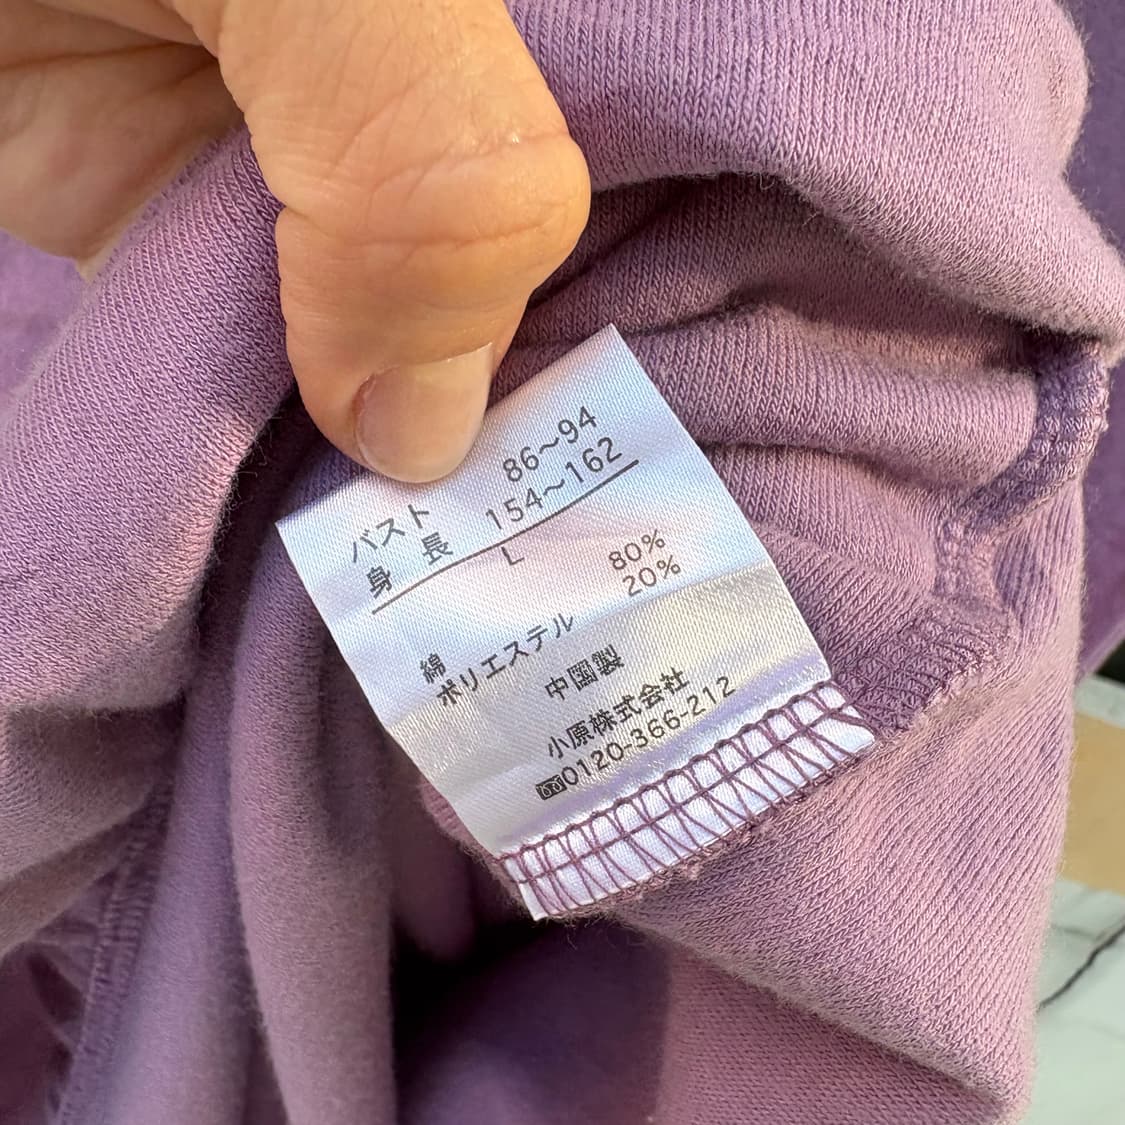 バスト 86〜94
身 長 154〜162
L
綿 80%
ポリエステル 20%
中国製
小原株式会社
0120-366-212